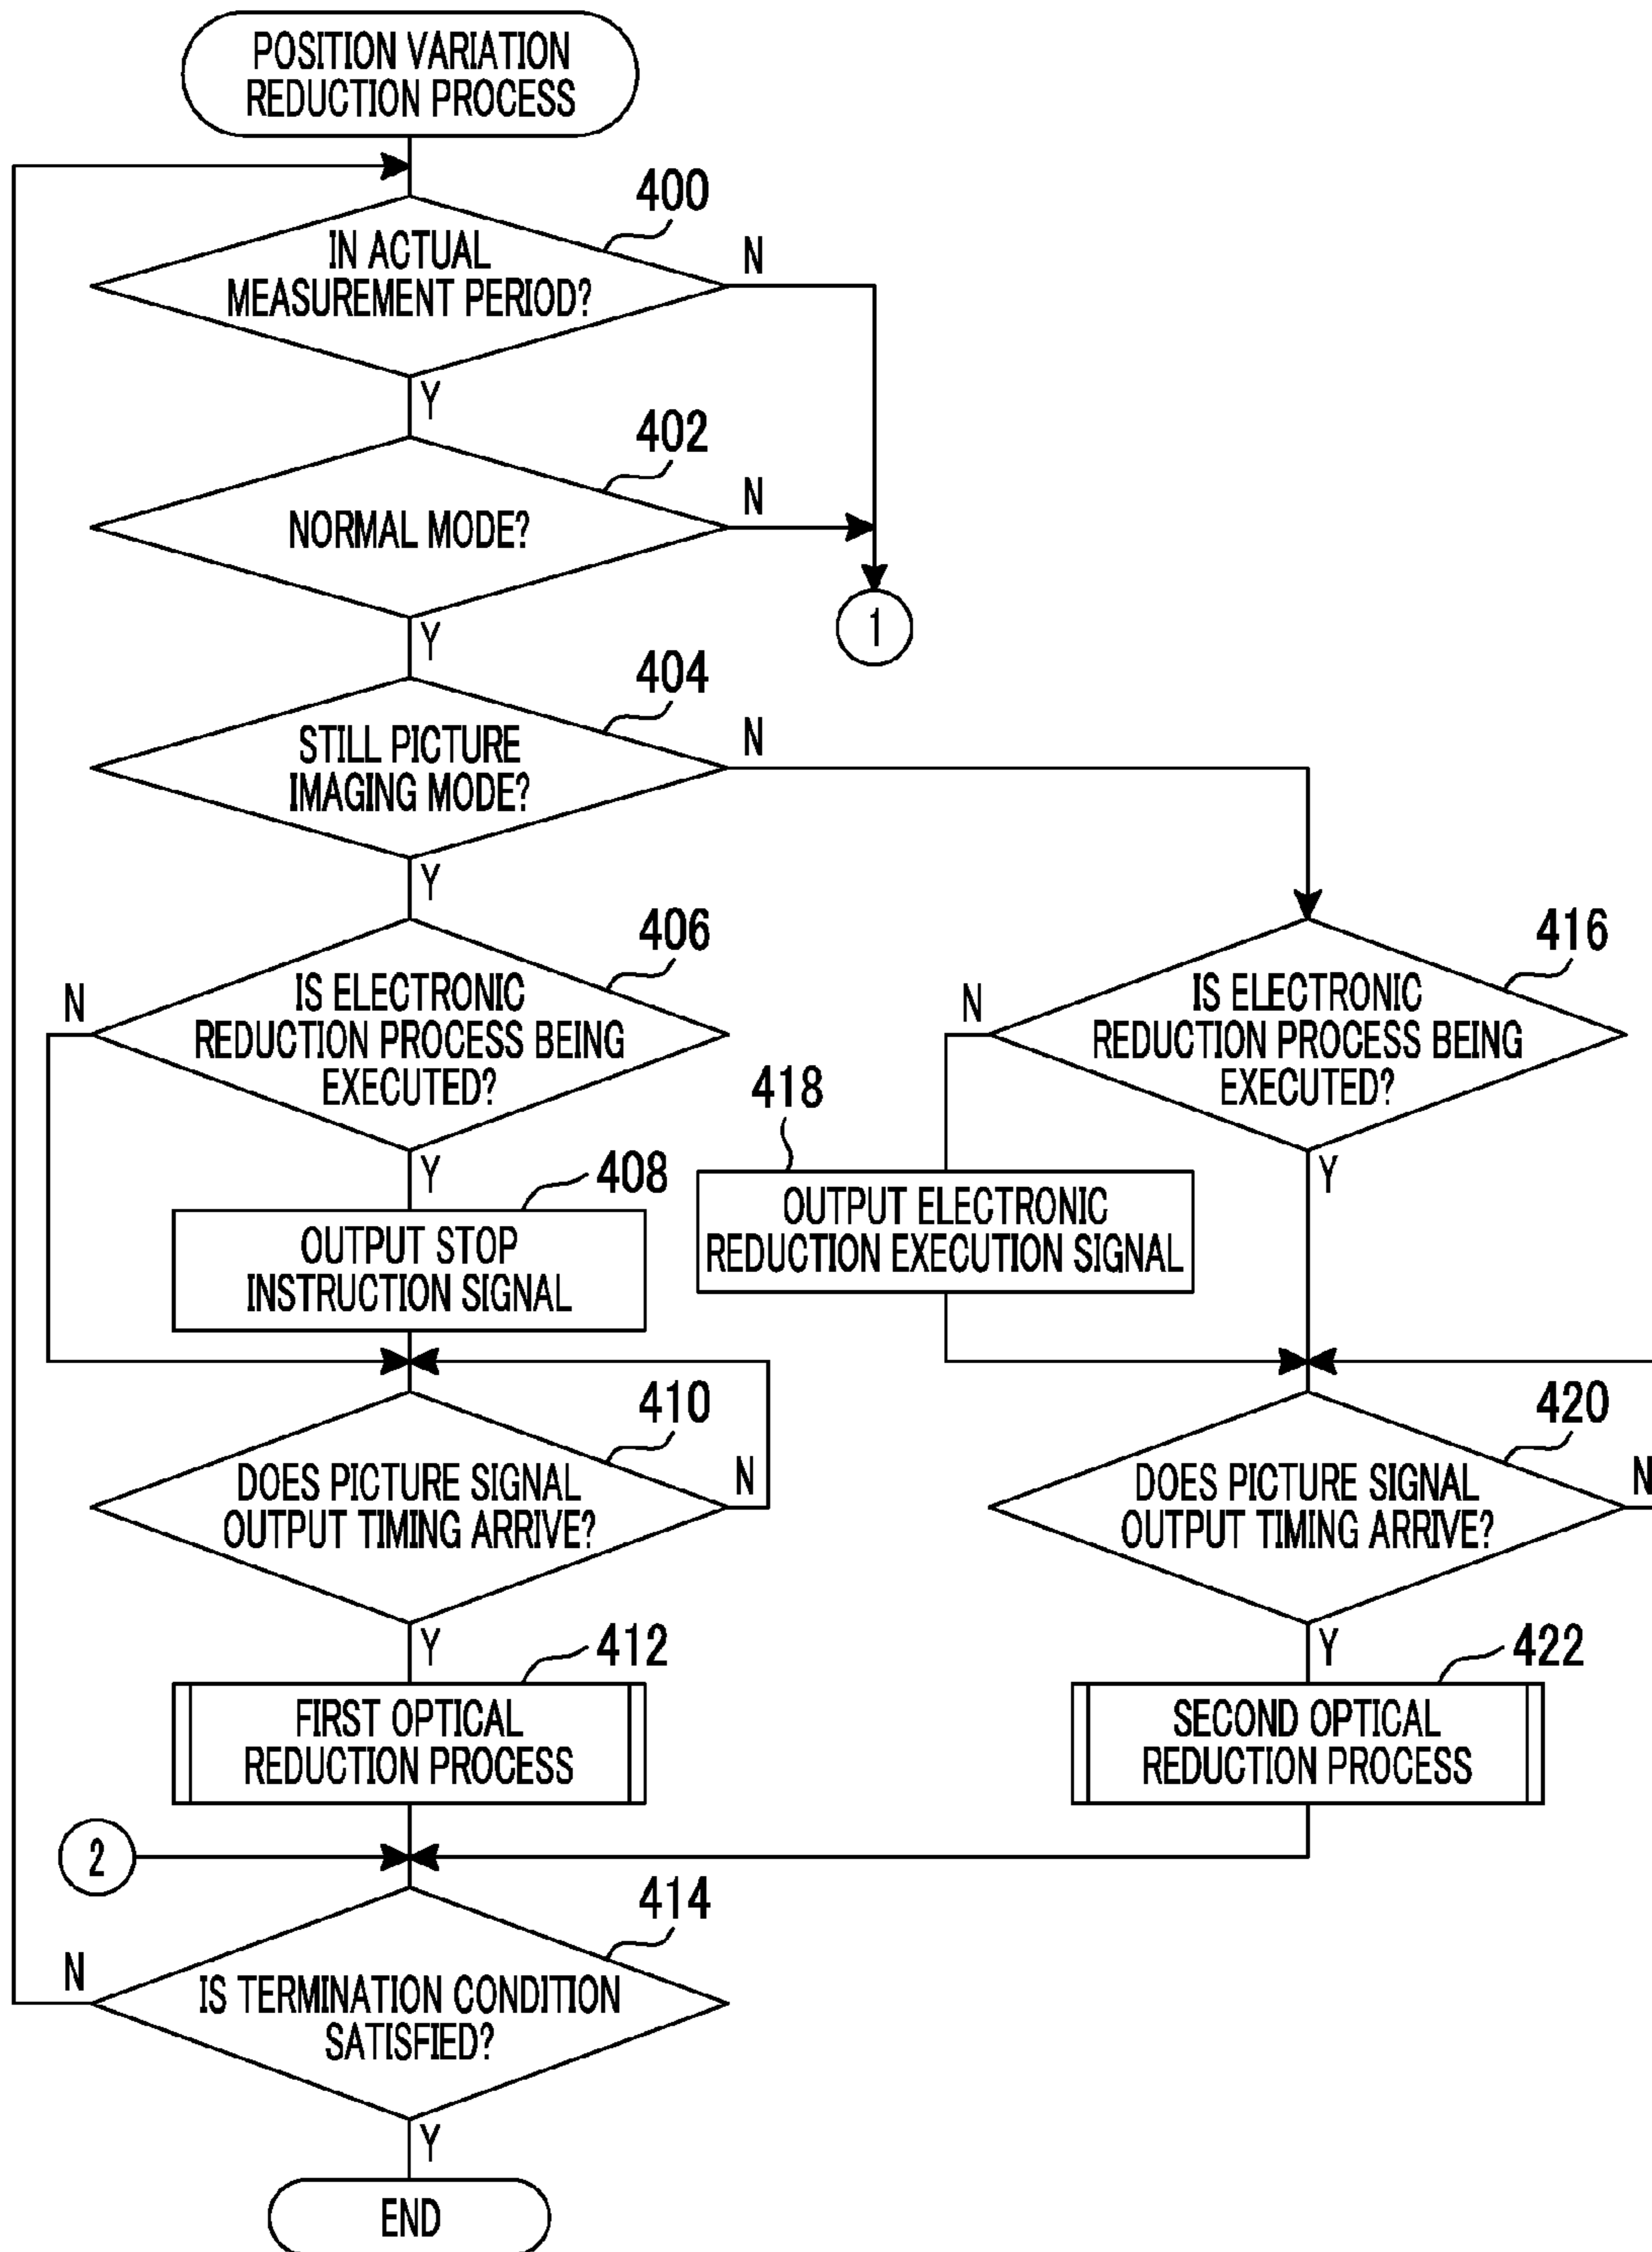 POSITION VARIATION
REDUCTION PROCESS
400
IN ACTUAL
MEASUREMENT PERIOD?
N
Y
402
NORMAL MODE?
N
Y
1
404
STILL PICTURE
IMAGING MODE?
N
Y
406
IS ELECTRONIC
REDUCTION PROCESS BEING
EXECUTED?
N
Y
416
IS ELECTRONIC
REDUCTION PROCESS BEING
EXECUTED?
N
Y
408
OUTPUT STOP
INSTRUCTION SIGNAL
418
OUTPUT ELECTRONIC
REDUCTION EXECUTION SIGNAL
410
DOES PICTURE SIGNAL
OUTPUT TIMING ARRIVE?
N
Y
420
DOES PICTURE SIGNAL
OUTPUT TIMING ARRIVE?
N
Y
412
FIRST OPTICAL
REDUCTION PROCESS
422
SECOND OPTICAL
REDUCTION PROCESS
2
414
IS TERMINATION CONDITION
SATISFIED?
N
Y
END